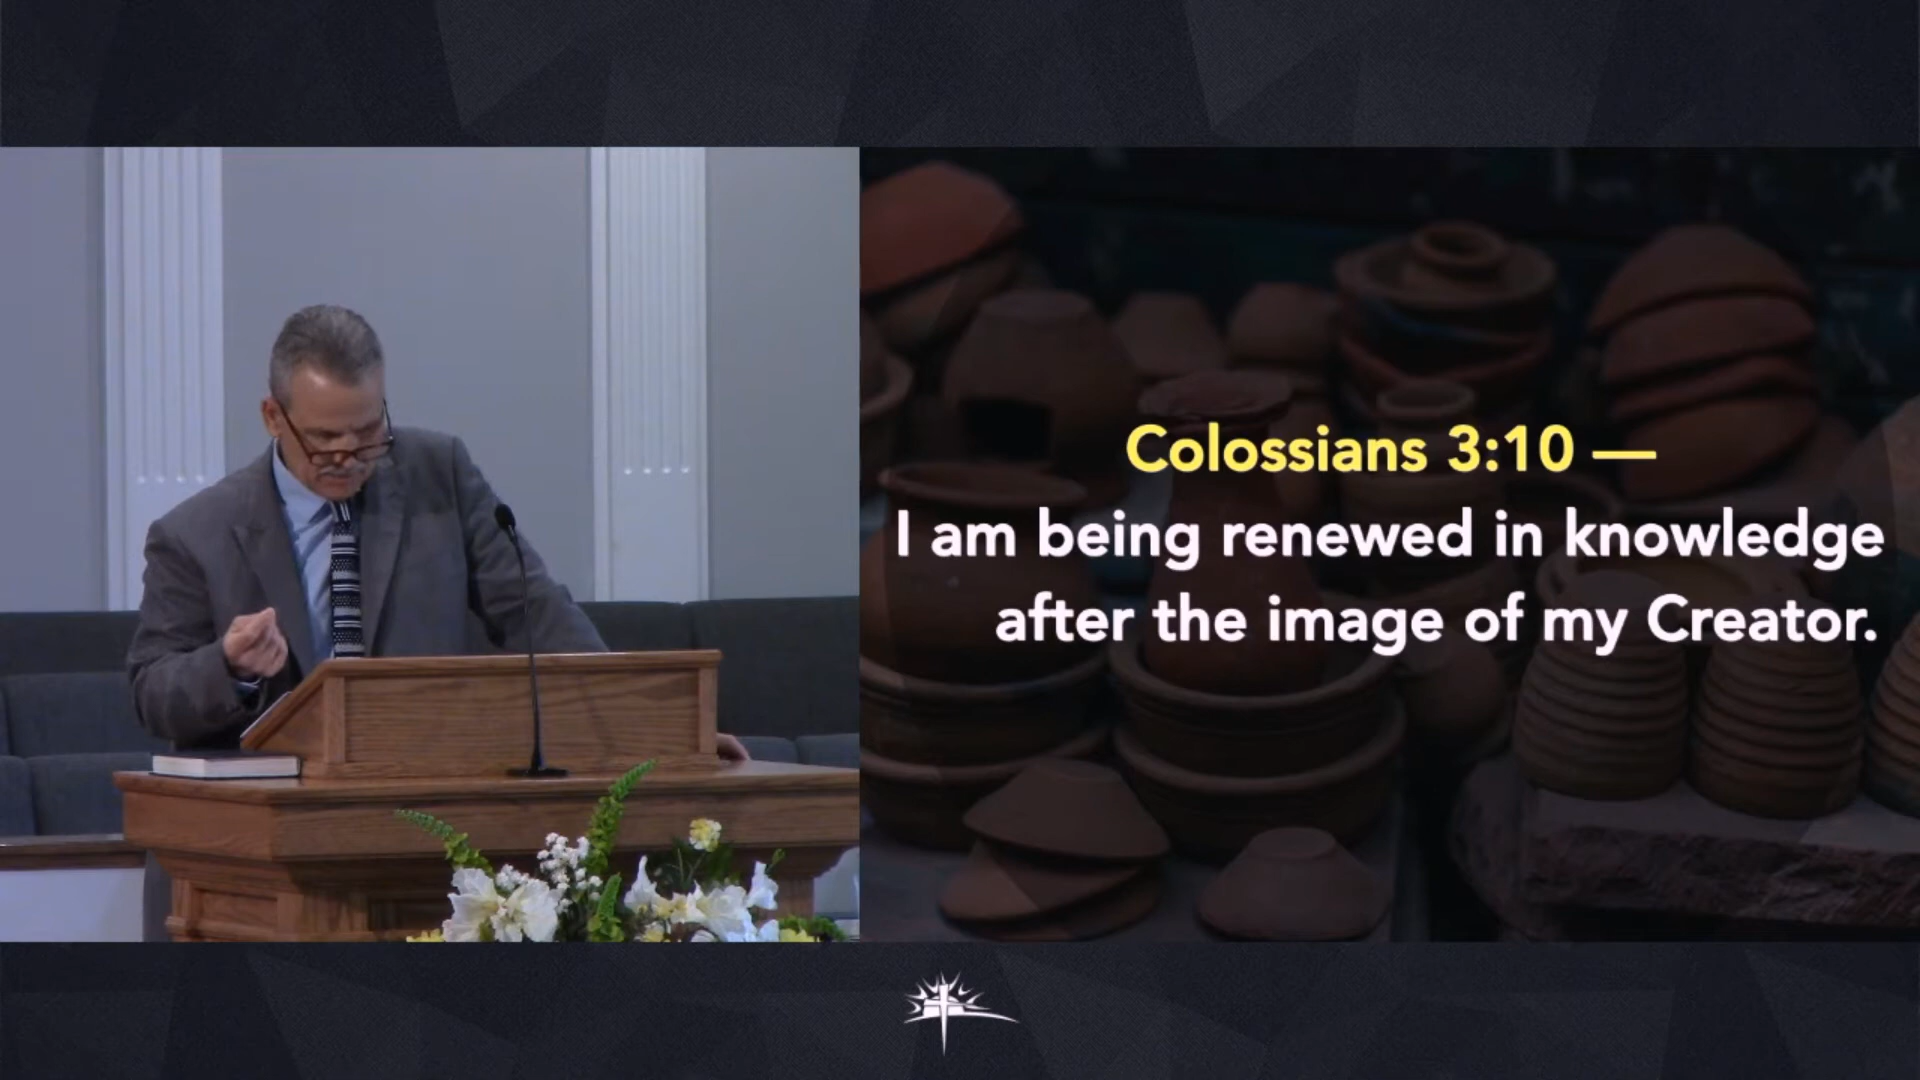 Colossians 3:10 —
I am being renewed in knowledge
after the image of my Creator.